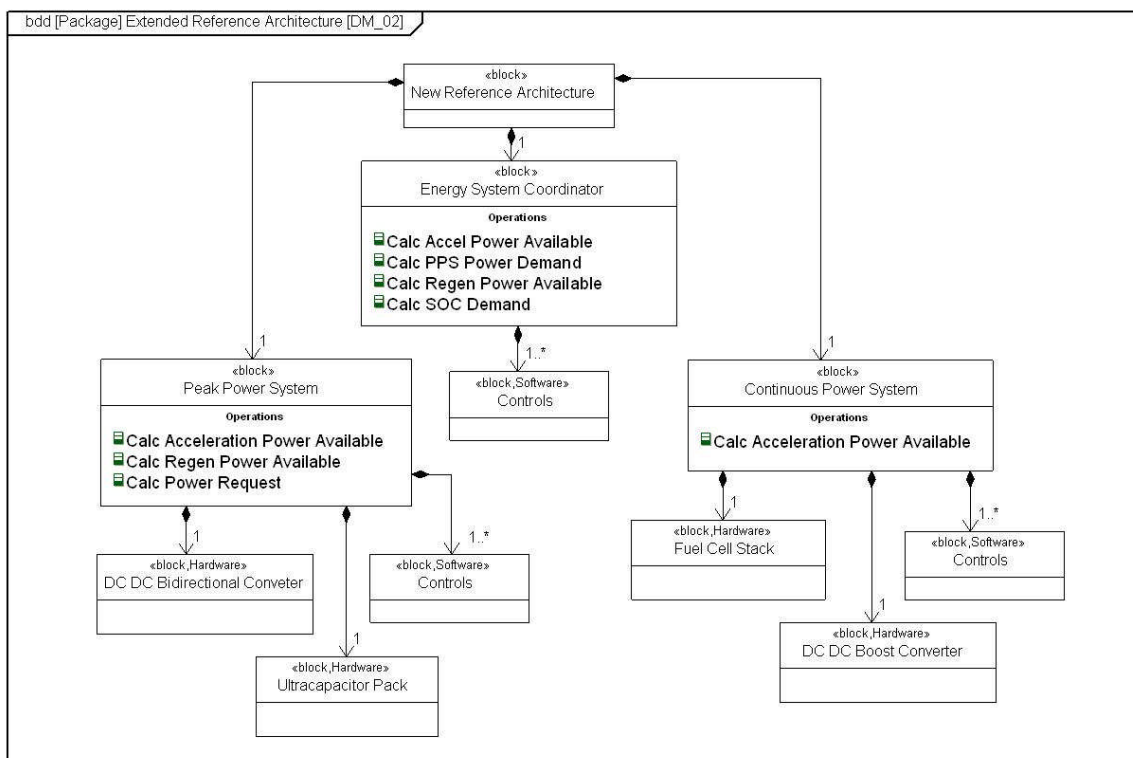 bdd [Package] Extended Reference Architecture [DM_02]
«block»
New Reference Architecture
1
«block»
Energy System Coordinator
Operations
Calc Accel Power Available
Calc PPS Power Demand
Calc Regen Power Available
Calc SOC Demand
1
«block»
Peak Power System
Operations
Calc Acceleration Power Available
Calc Regen Power Available
Calc Power Request
1..*
«block,Software»
Controls
1
«block»
Continuous Power System
Operations
Calc Acceleration Power Available
1
«block,Hardware»
DC DC Bidirectional Conveter
1..*
«block,Software»
Controls
1
«block,Hardware»
Ultracapacitor Pack
1
«block,Hardware»
Fuel Cell Stack
1..*
«block,Software»
Controls
1
«block,Hardware»
DC DC Boost Converter